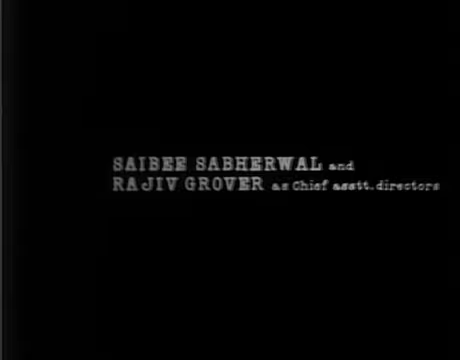 SAIBEE SABHERWAL and
RAJIV GROVER as Chief asstt. directors